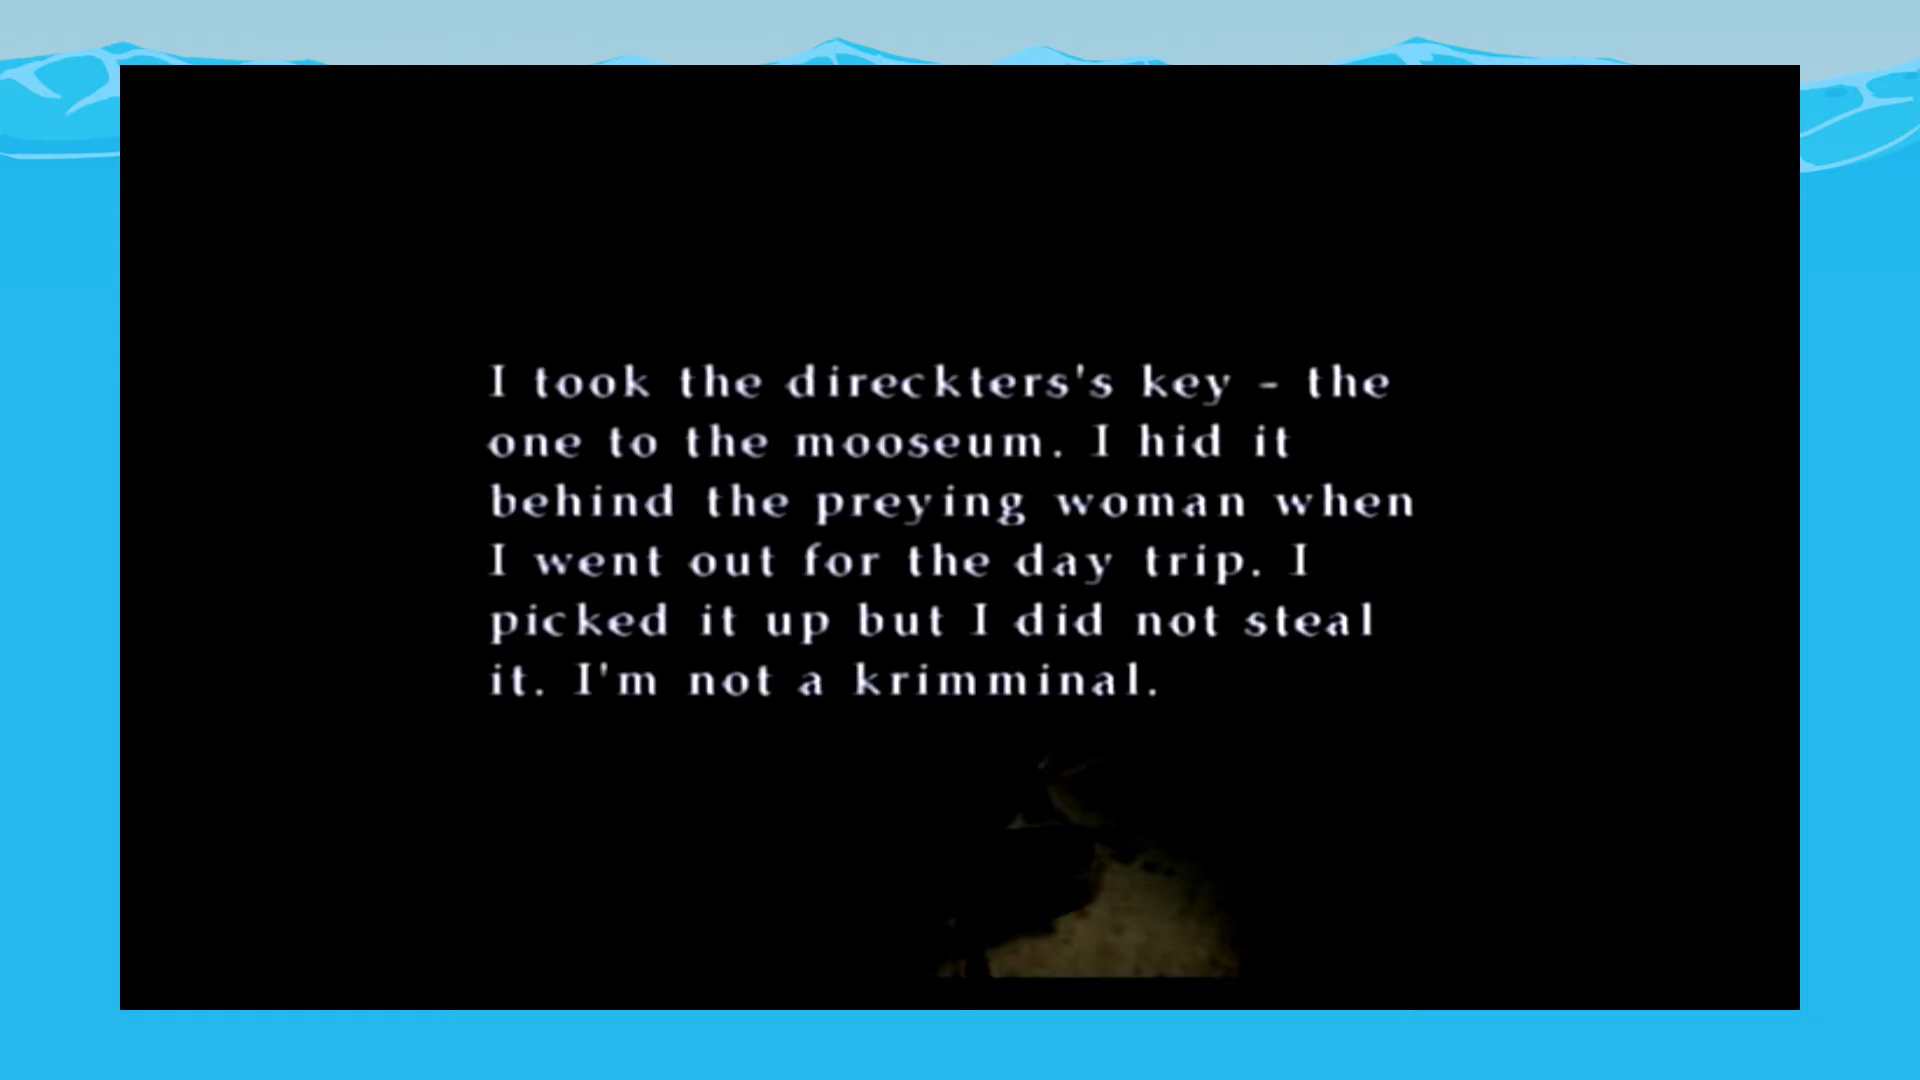 I took the direckters's key - the
one to the mooseum. I hid it
behind the preying woman when
I went out for the day trip. I
picked it up but I did not steal
it. I'm not a krimminal.